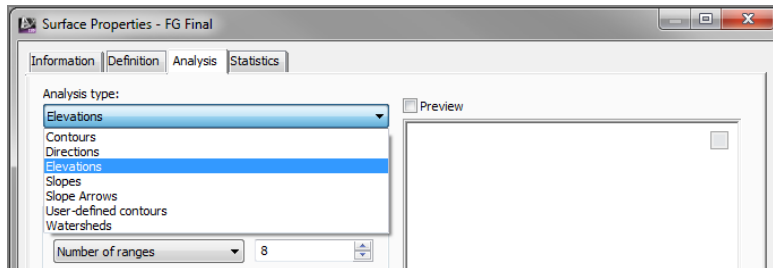 Surface Properties - FG Final
Information Definition Analysis Statistics
Analysis type:
Preview
Elevations
Contours
Directions
Elevations
Slopes
Slope Arrows
User-defined contours
Watersheds
Number of ranges 8